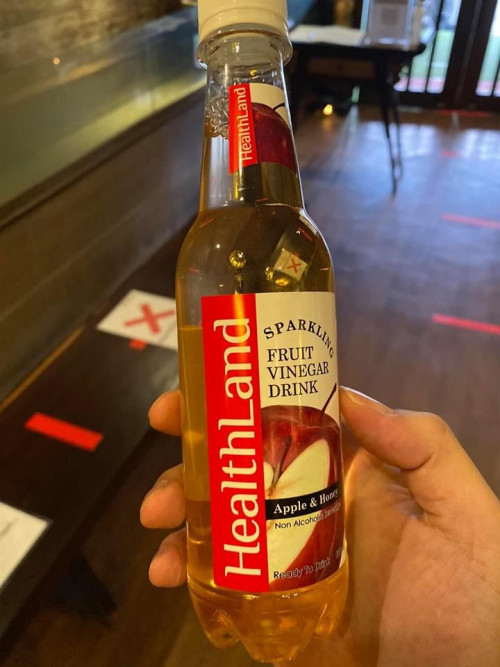 HealthLand
HealthLand
SPARKLING
FRUIT
VINEGAR
DRINK
Apple & Honey
Non Alcoholic
Ready To Drink